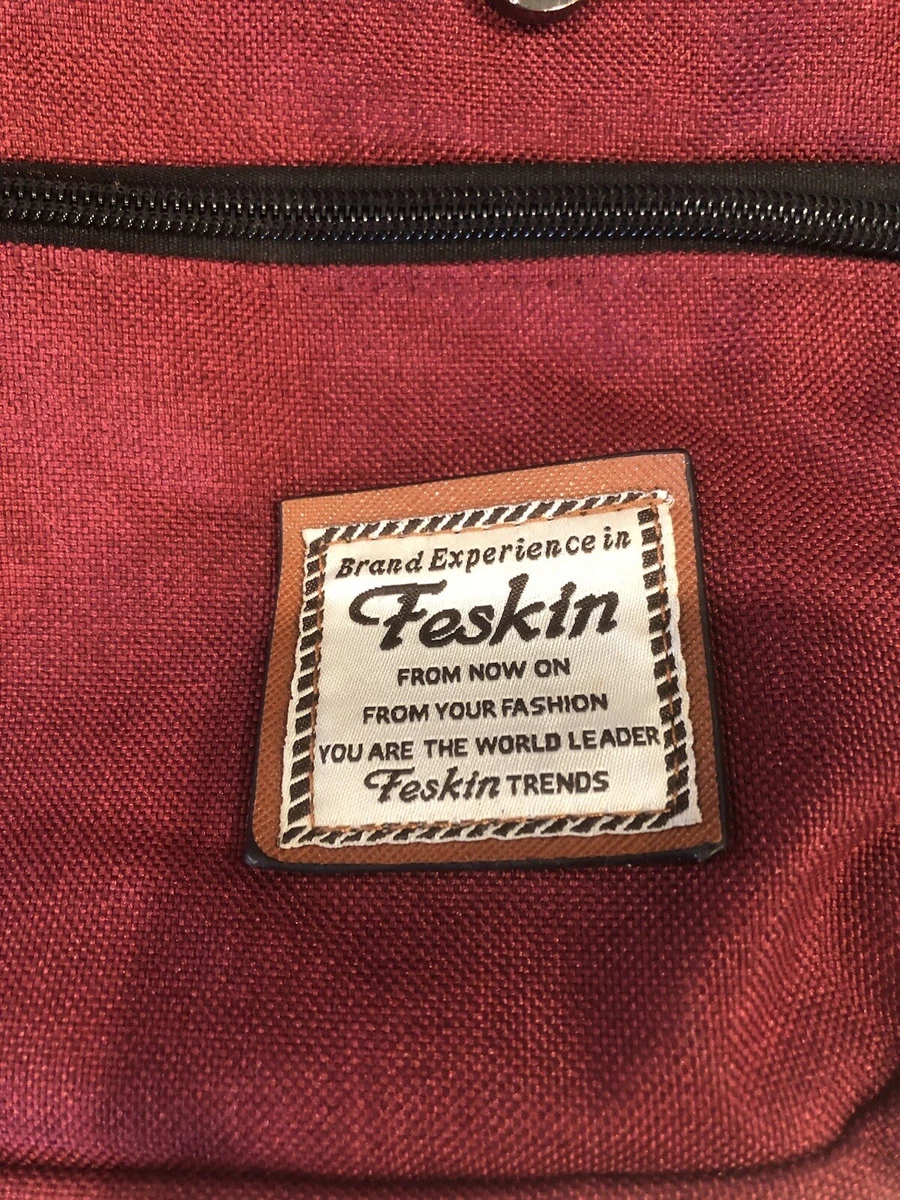 Brand Experience in
Feskin
FROM NOW ON
FROM YOUR FASHION
YOU ARE THE WORLD LEADER
Feskin TRENDS